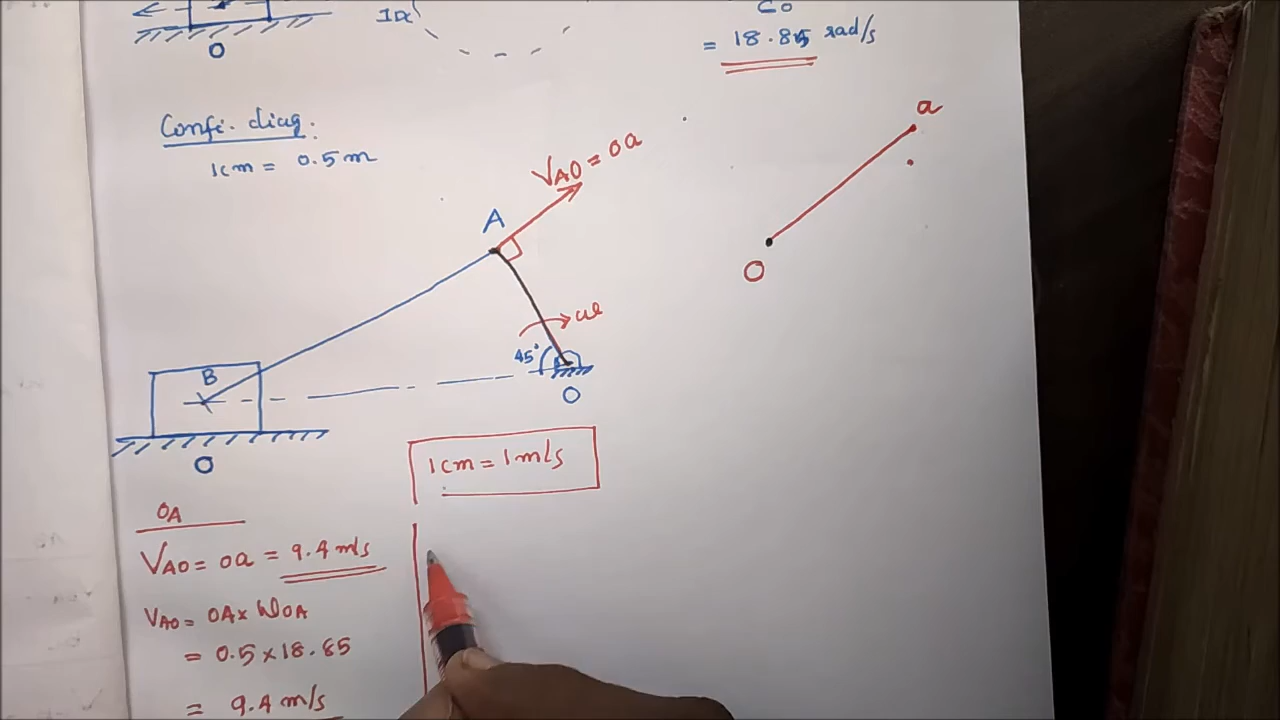 60
= 18.85 rad/s
O
Confi. diag.
1cm = 0.5m
VAO = oa
A
a
O
ω
45°
B
O
O
1cm = 1m/s
OA
VAO = oa = 9.4 m/s
VAO = OA x ωOA
= 0.5 x 18.85
= 9.4 m/s